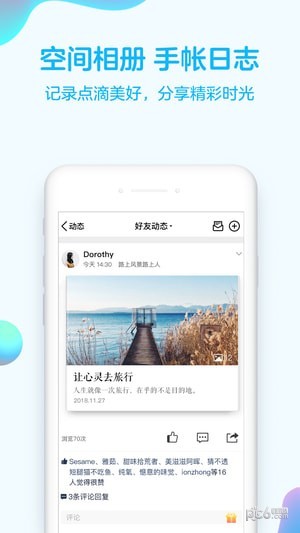 空间相册 手帐日志
记录点滴美好，分享精彩时光
动态
好友动态
Dorothy
今天 14:30 路上风景路上人
2
让心灵去旅行
人生就像一次旅行，在乎的不是目的地。
2018.11.27
浏览70次
Sesame、雅茹、甜味拾荒者、美滋滋阿晖、猜不透
短腿猫不吃鱼、纯氧、惬意的味觉、ionzhong等16
人觉得很赞
3条评论回复
评论